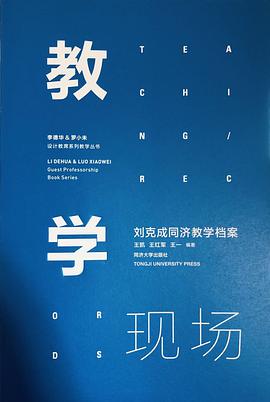 教
TEA
CHI
李德华 & 罗小未
设计教育系列教学丛书
NG/
LI DEHUA & LUO XIAOWEI
Guest Professorship
Book Series
REC
学
刘克成同济教学档案
王凯 王红军 王一 编著
同济大学出版社
TONGJI UNIVERSITY PRESS
ORDS
现场